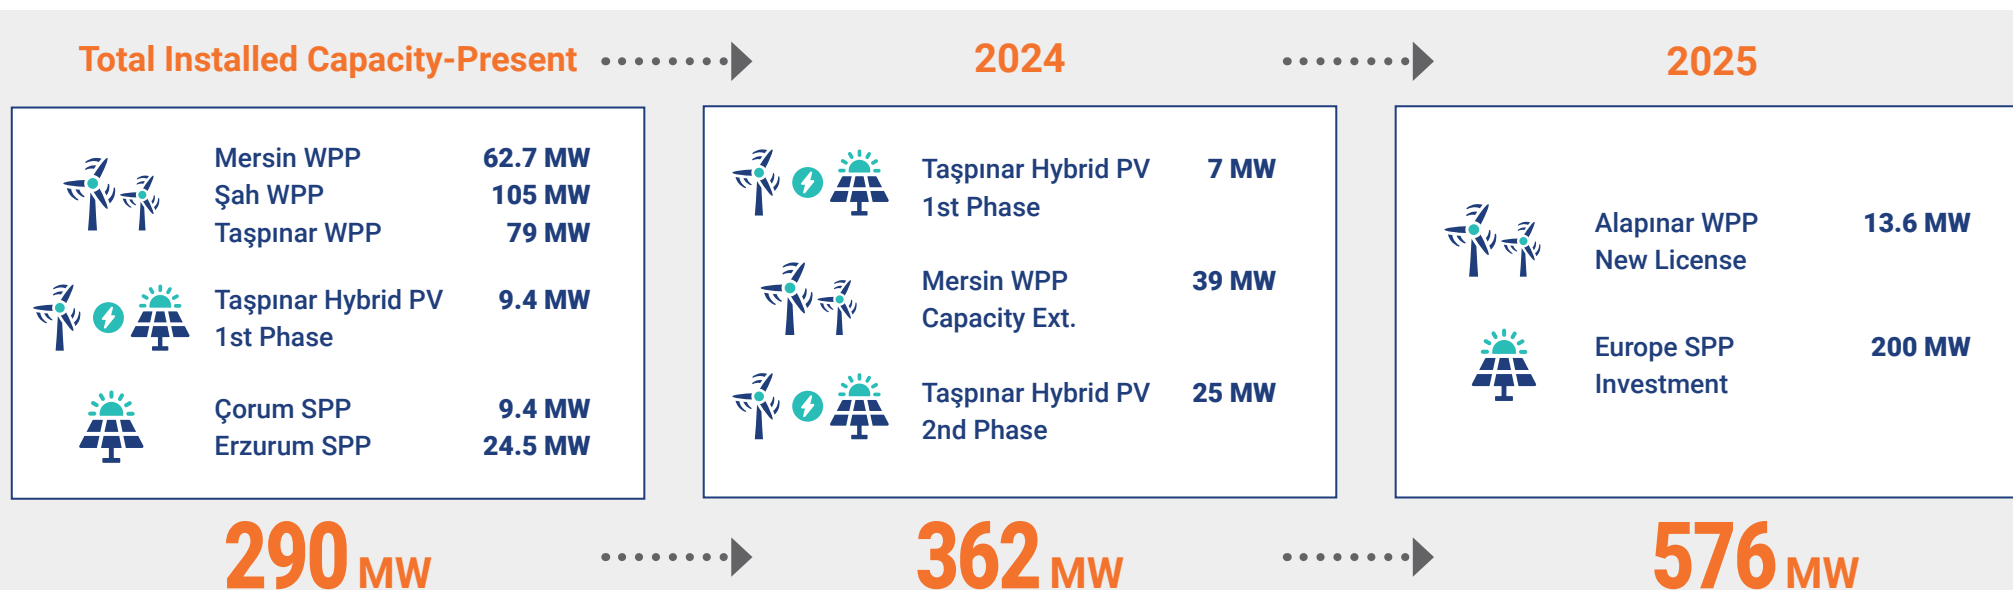 Total Installed Capacity-Present
2024
2025
Mersin WPP 62.7 MW
Şah WPP 105 MW
Taşpınar WPP 79 MW
Taşpınar Hybrid PV 9.4 MW
1st Phase
Çorum SPP 9.4 MW
Erzurum SPP 24.5 MW
Taşpınar Hybrid PV 7 MW
1st Phase
Mersin WPP 39 MW
Capacity Ext.
Taşpınar Hybrid PV 25 MW
2nd Phase
Alapınar WPP 13.6 MW
New License
Europe SPP 200 MW
Investment
290 MW
362 MW
576 MW